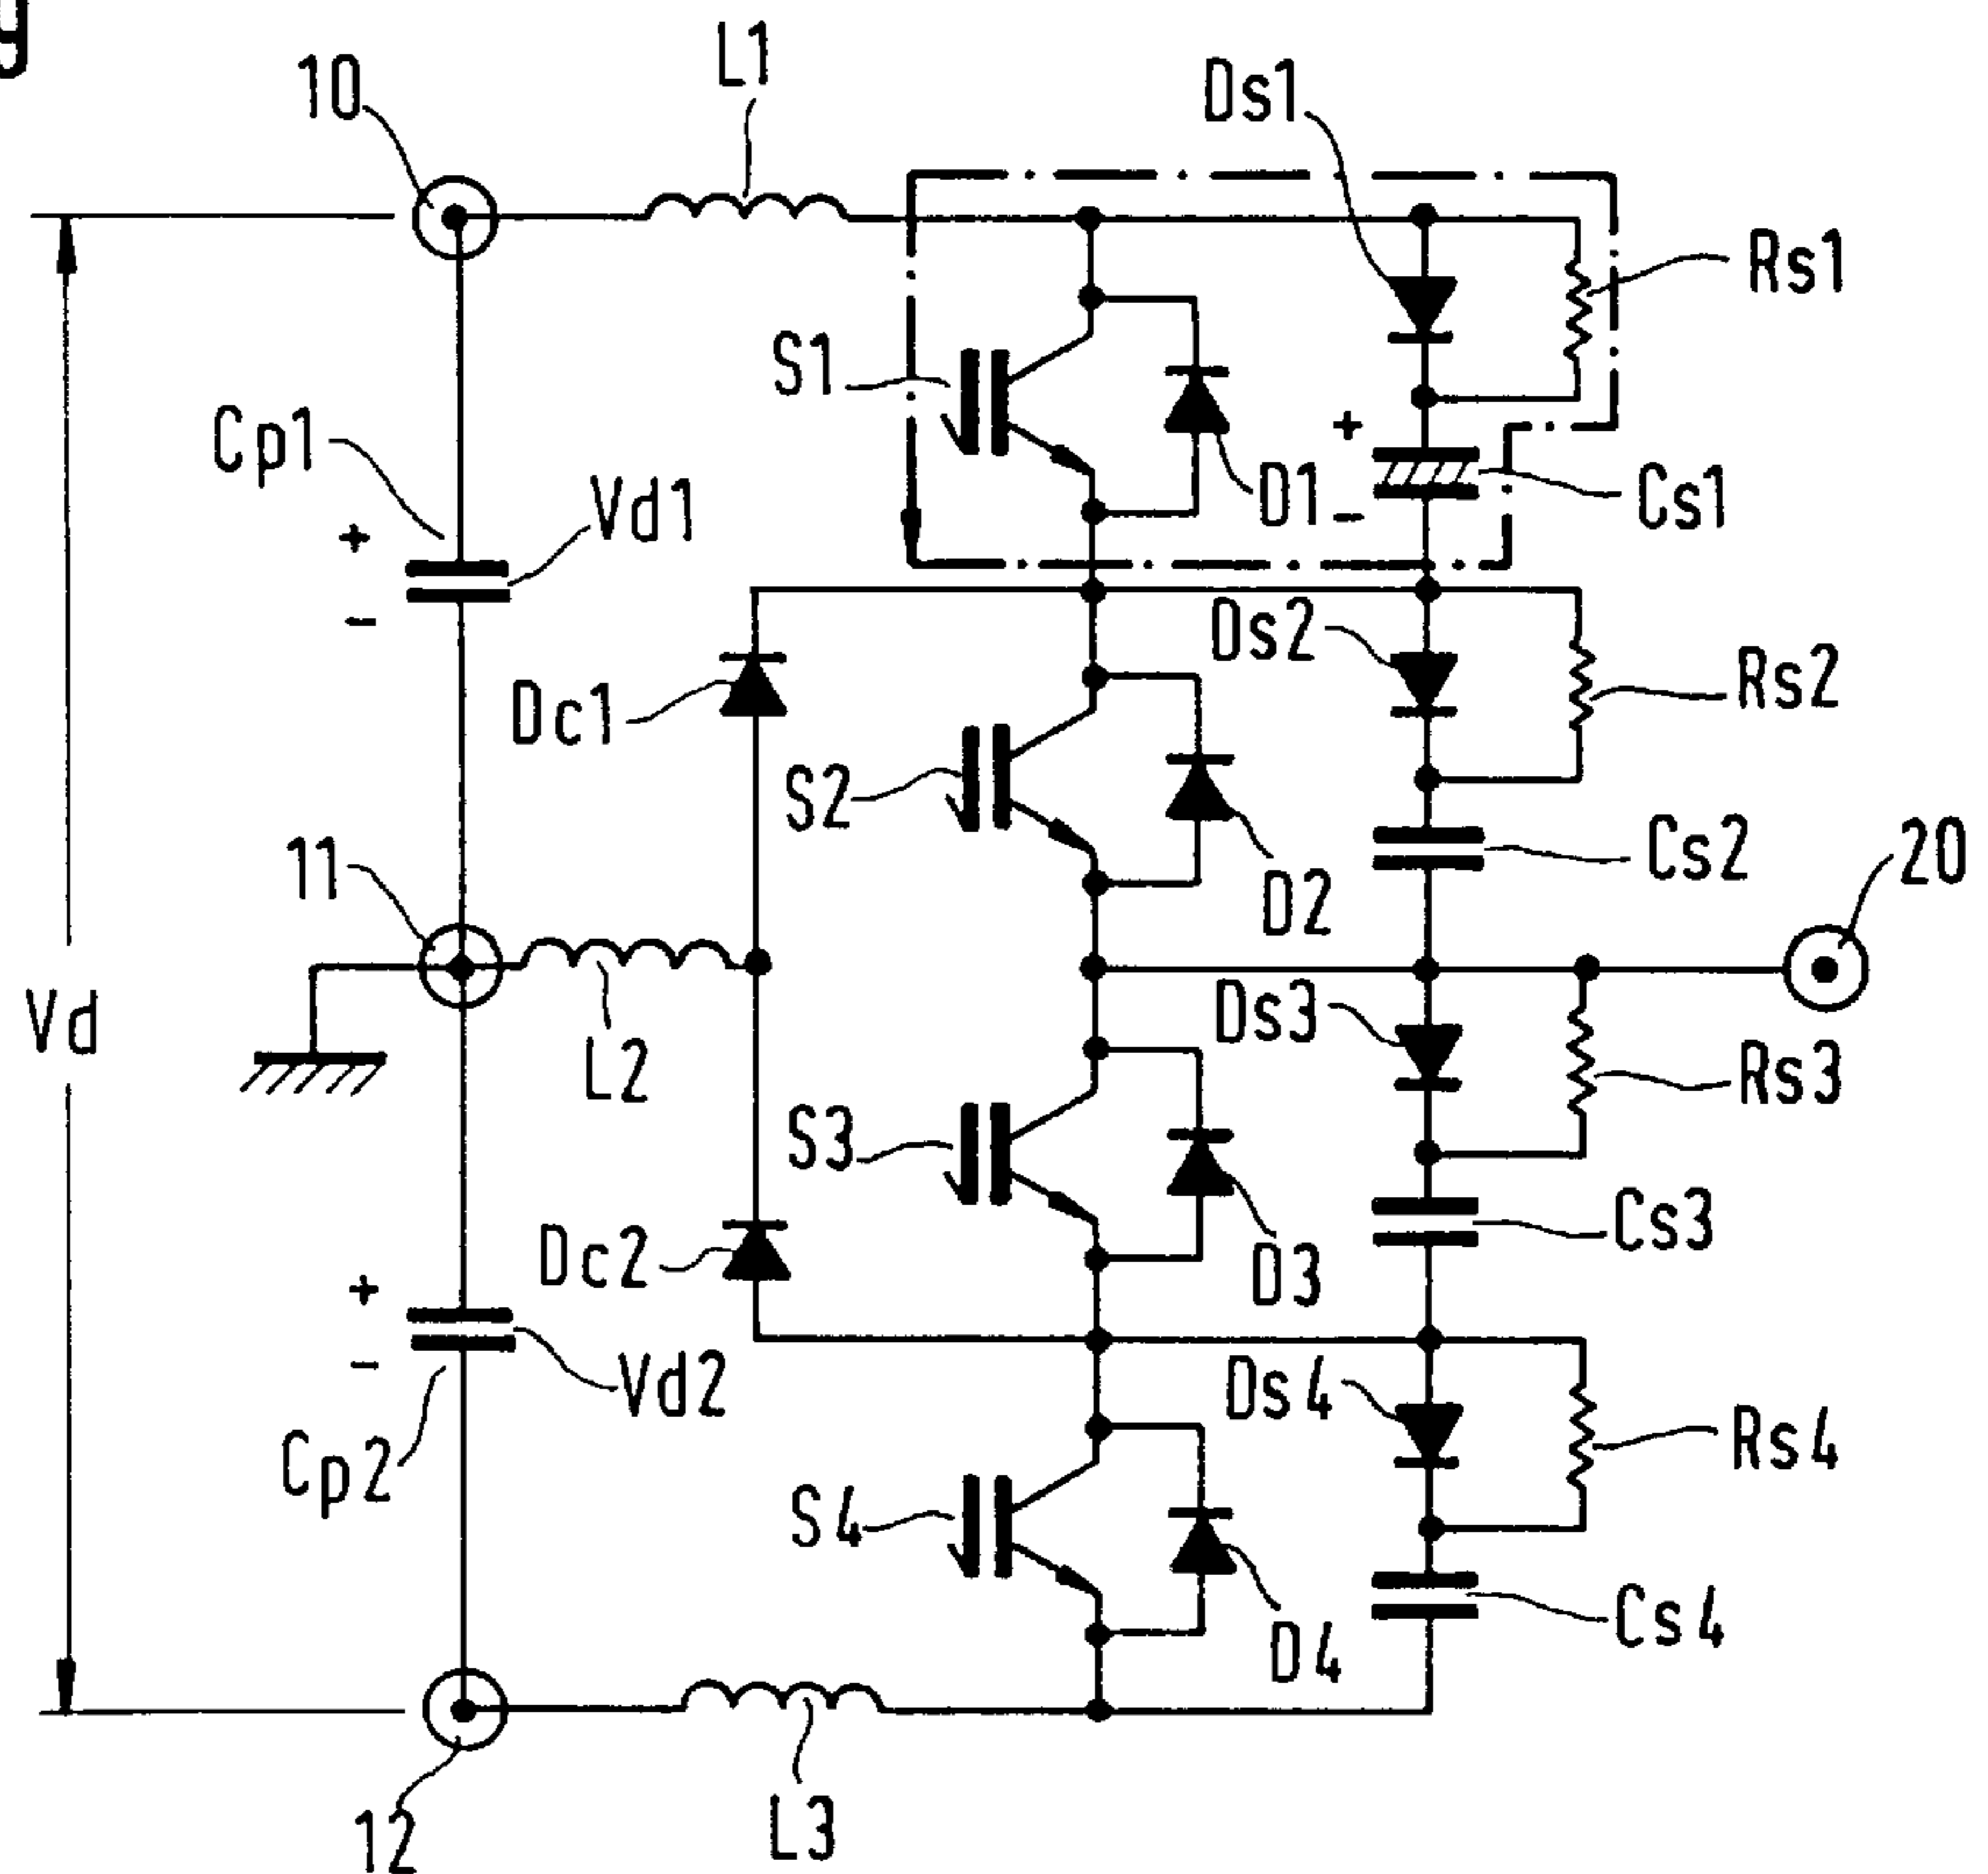 g
L1
10
Ds1
Rs1
S1
Cp1
Vd1
+
D1
Cs1
+
-
-
Ds2
Rs2
Dc1
S2
Cs2
20
11
D2
Vd
Ds3
L2
Rs3
S3
Cs3
Dc2
D3
+
-
Vd2
Ds4
Rs4
Cp2
S4
Cs4
D4
12
L3